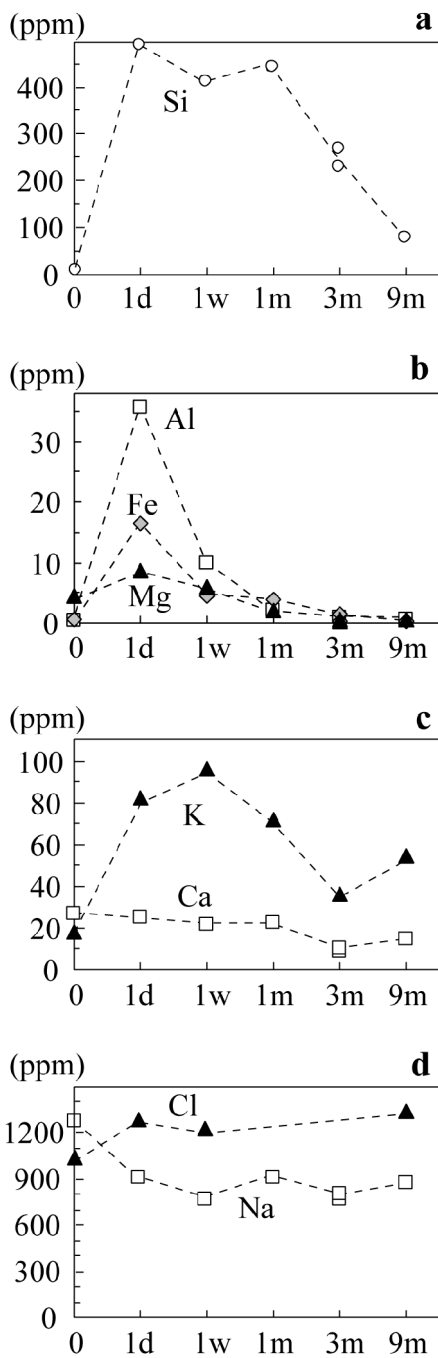 (ppm) a
400
Si
300
200
100
0
0 1d 1w 1m 3m 9m
(ppm) b
Al
30
20
Fe
10
Mg
0
0 1d 1w 1m 3m 9m
(ppm) c
100
80
K
60
40
Ca
20
0
0 1d 1w 1m 3m 9m
(ppm) d
Cl
1200
900
Na
600
300
0
0 1d 1w 1m 3m 9m